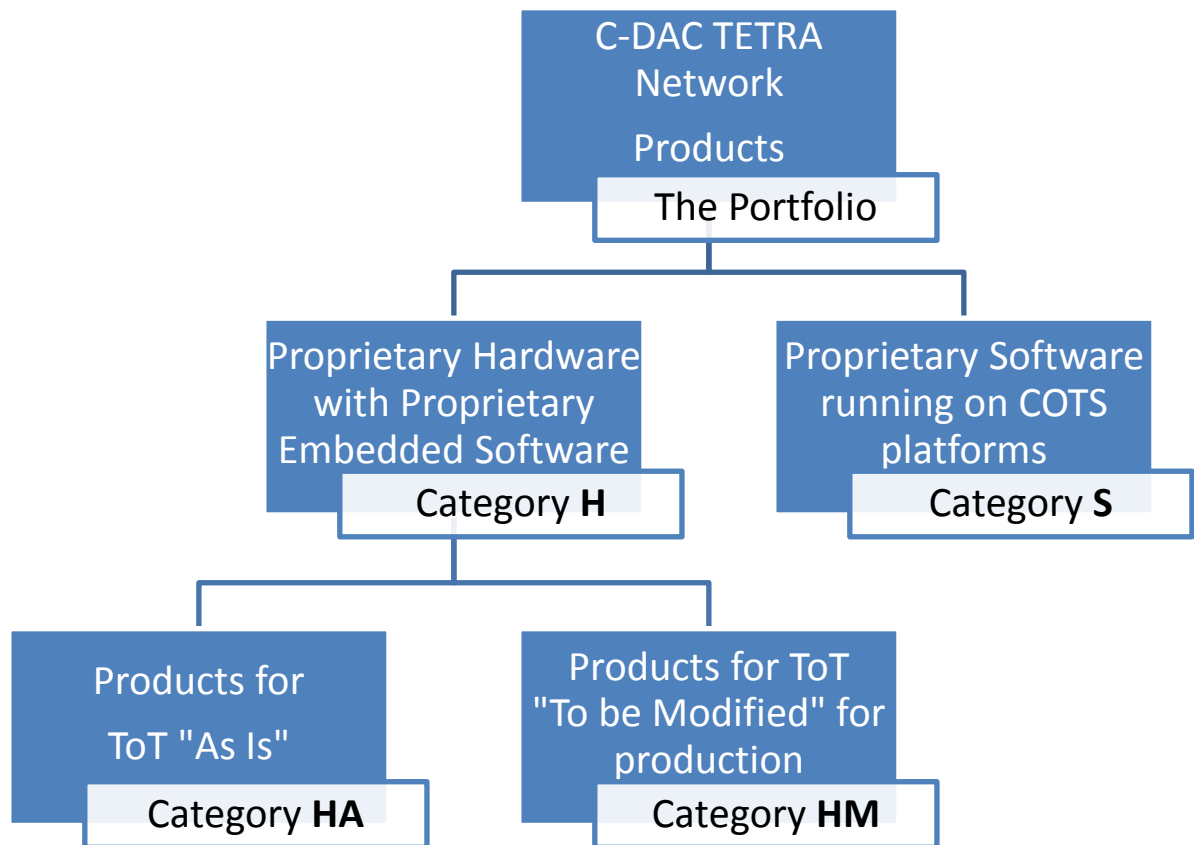 C-DAC TETRA
Network
Products
The Portfolio
Proprietary Hardware
with Proprietary
Embedded Software
Category H
Proprietary Software
running on COTS
platforms
Category S
Products for
ToT "As Is"
Category HA
Products for ToT
"To be Modified" for
production
Category HM